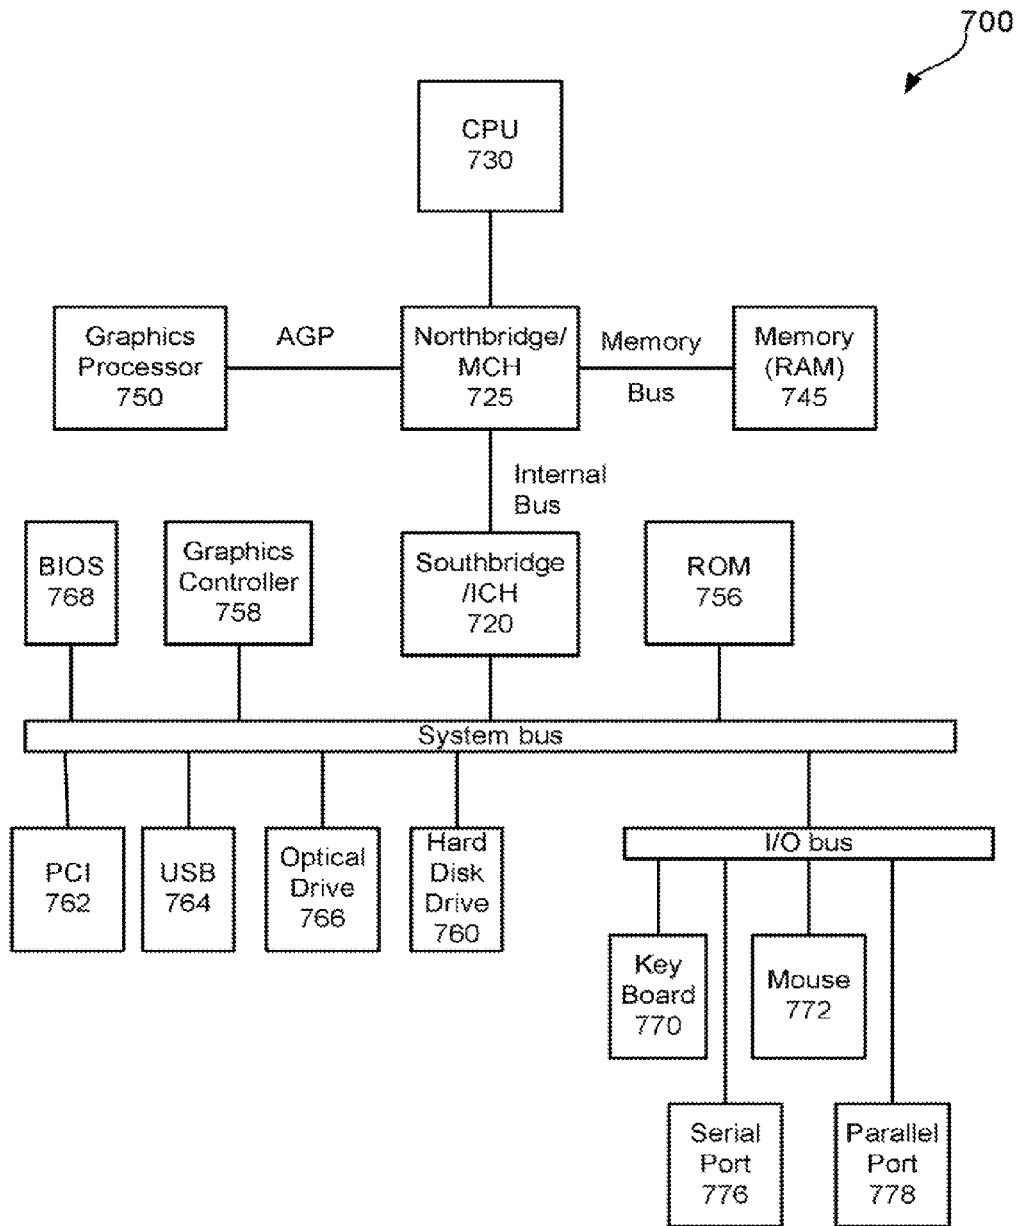 700
CPU
730
Graphics
Processor
750
AGP
Northbridge/
MCH
725
Memory
Bus
Memory
(RAM)
745
Internal
Bus
BIOS
768
Graphics
Controller
758
Southbridge
/ICH
720
ROM
756
System bus
PCI
762
USB
764
Optical
Drive
766
Hard
Disk
Drive
760
I/O bus
Key
Board
770
Mouse
772
Serial
Port
776
Parallel
Port
778